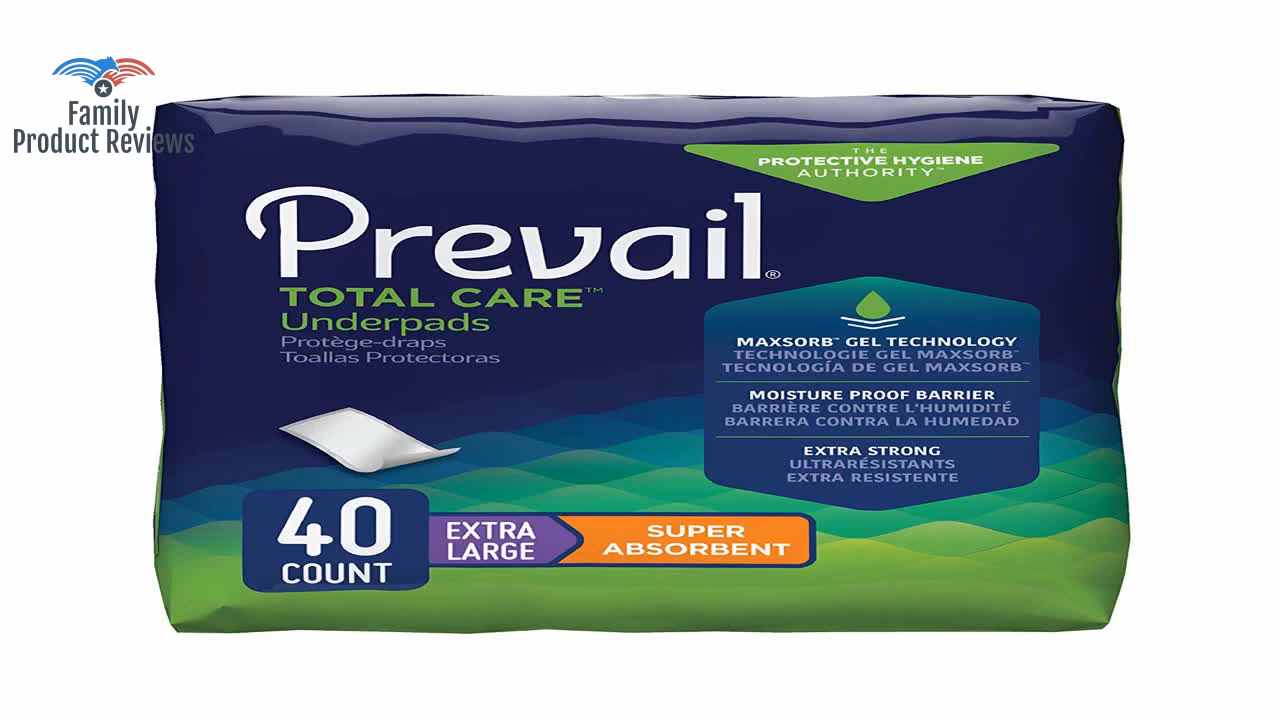 Family
Product Reviews
THE
PROTECTIVE HYGIENE
AUTHORITY™
Prevail®
TOTAL CARE™
Underpads
Protège-draps
Toallas Protectoras
MAXSORB™ GEL TECHNOLOGY
TECHNOLOGIE GEL MAXSORB™
TECNOLOGÍA DE GEL MAXSORB™
MOISTURE PROOF BARRIER
BARRIÈRE CONTRE L'HUMIDITÉ
BARRERA CONTRA LA HUMEDAD
EXTRA STRONG
ULTRARÉSISTANTS
EXTRA RESISTENTE
40
COUNT
EXTRA
LARGE
SUPER
ABSORBENT